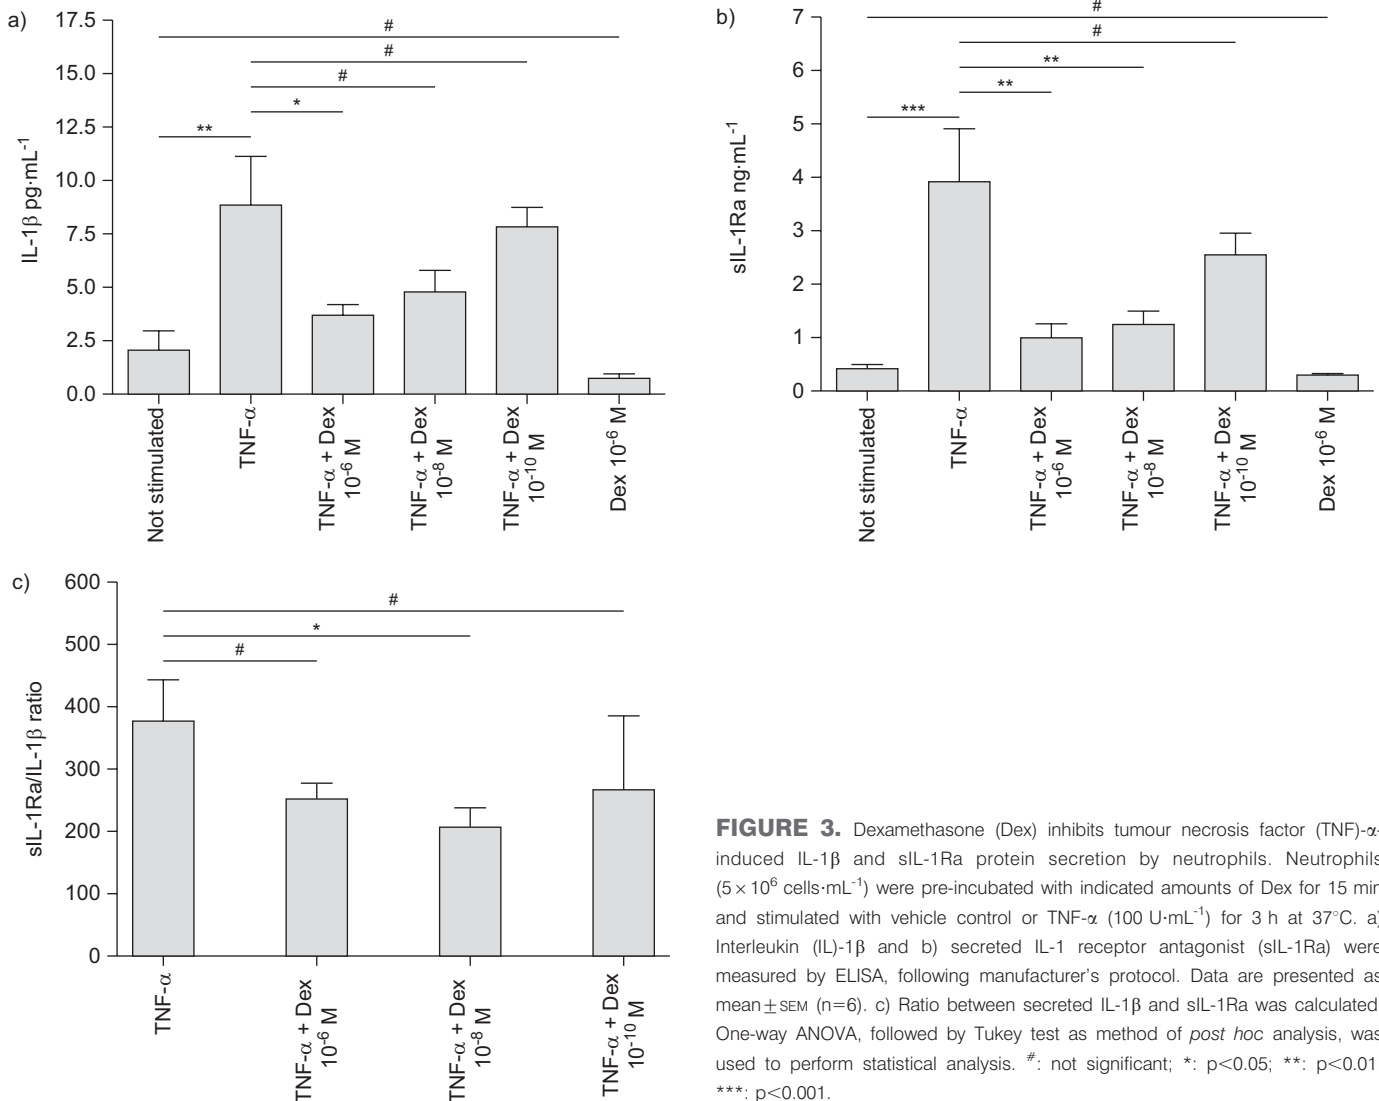 a)
17.5
15.0
12.5
10.0
7.5
5.0
2.5
0.0
IL-1β pg·mL⁻¹
#
#
#
*
**
Not stimulated
TNF-α
TNF-α + Dex
10⁻⁶ M
TNF-α + Dex
10⁻⁸ M
TNF-α + Dex
10⁻¹⁰ M
Dex 10⁻⁶ M
b)
7
6
5
4
3
2
1
0
sIL-1Ra ng·mL⁻¹
#
#
**
**
***
Not stimulated
TNF-α
TNF-α + Dex
10⁻⁶ M
TNF-α + Dex
10⁻⁸ M
TNF-α + Dex
10⁻¹⁰ M
Dex 10⁻⁶ M
c)
600
500
400
300
200
100
0
sIL-1Ra/IL-1β ratio
#
*
#
TNF-α
TNF-α + Dex
10⁻⁶ M
TNF-α + Dex
10⁻⁸ M
TNF-α + Dex
10⁻¹⁰ M
FIGURE 3. Dexamethasone (Dex) inhibits tumour necrosis factor (TNF)-α-
induced IL-1β and sIL-1Ra protein secretion by neutrophils. Neutrophils
(5×10⁶ cells·mL⁻¹) were pre-incubated with indicated amounts of Dex for 15 min
and stimulated with vehicle control or TNF-α (100 U·mL⁻¹) for 3 h at 37°C. a)
Interleukin (IL)-1β and b) secreted IL-1 receptor antagonist (sIL-1Ra) were
measured by ELISA, following manufacturer's protocol. Data are presented as
mean±SEM (n=6). c) Ratio between secreted IL-1β and sIL-1Ra was calculated
One-way ANOVA, followed by Tukey test as method of post hoc analysis, was
used to perform statistical analysis. #: not significant; *: p<0.05; **: p<0.01
***: p<0.001.